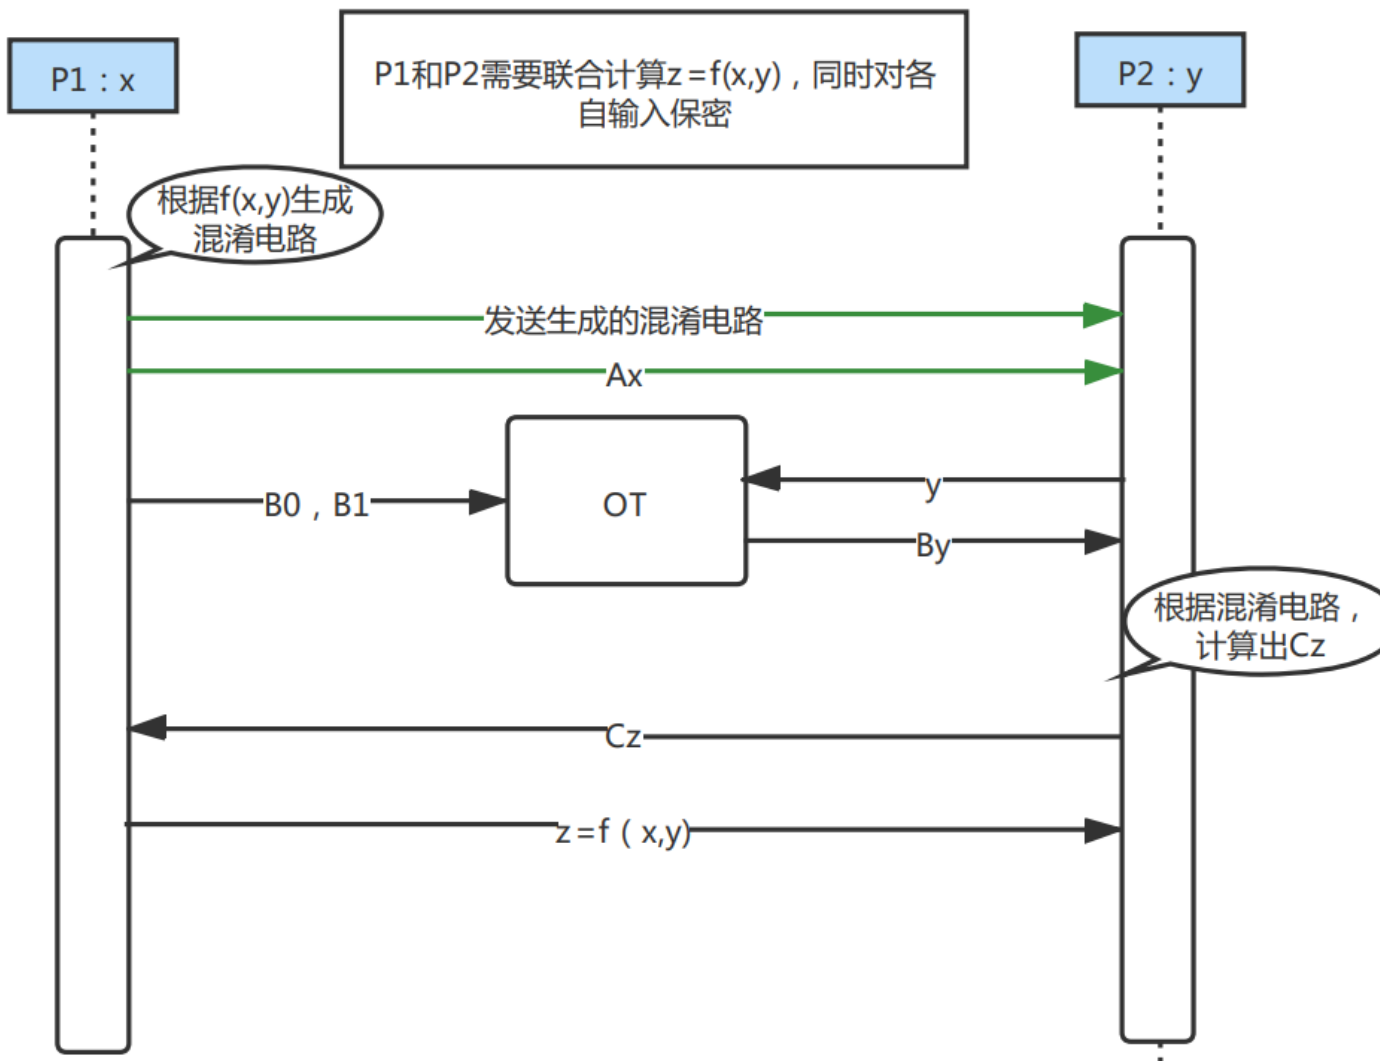 P1：x
P1和P2需要联合计算z=f(x,y)，同时对各
自输入保密
P2：y
根据f(x,y)生成
混淆电路
发送生成的混淆电路
Ax
B0，B1
OT
y
By
根据混淆电路，
计算出Cz
Cz
z=f（x,y)